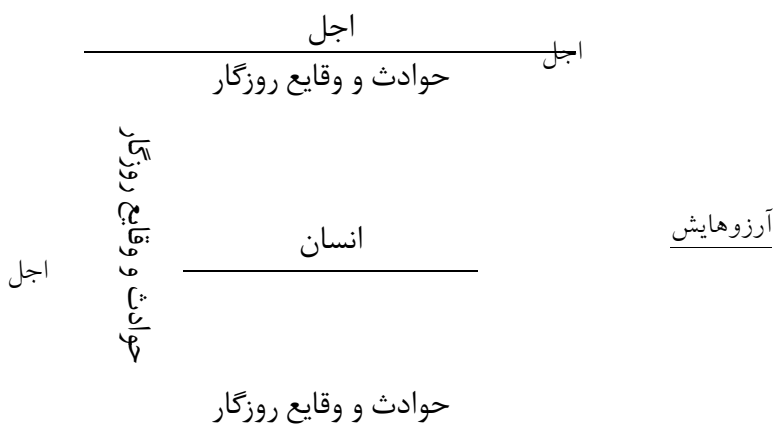 اجل
اجل
حوادث و وقایع روزگار
حوادث و وقایع روزگار
آرزوهایش
انسان
اجل
حوادث و وقایع روزگار